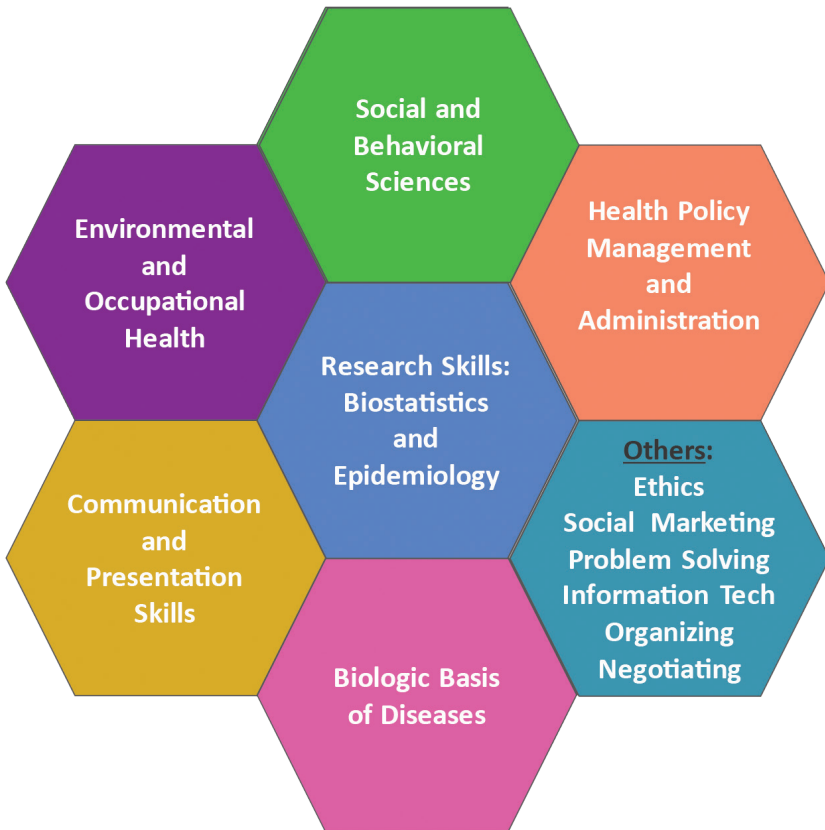 Social and
Behavioral
Sciences
Environmental
and
Occupational
Health
Health Policy
Management
and
Administration
Research Skills:
Biostatistics
and
Epidemiology
Communication
and
Presentation
Skills
Others:
Ethics
Social Marketing
Problem Solving
Information Tech
Organizing
Negotiating
Biologic Basis
of Diseases